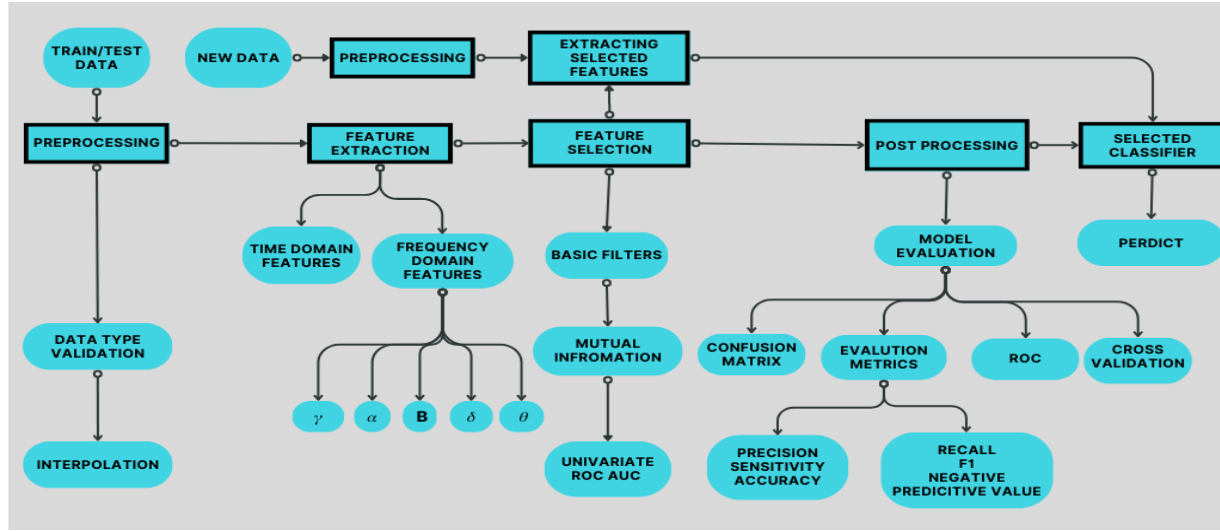 TRAIN/TEST
DATA
NEW DATA
PREPROCESSING
EXTRACTING
SELECTED
FEATURES
PREPROCESSING
FEATURE
EXTRACTION
FEATURE
SELECTION
POST PROCESSING
SELECTED
CLASSIFIER
TIME DOMAIN
FEATURES
FREQUENCY
DOMAIN
FEATURES
BASIC FILTERS
MODEL
EVALUATION
PERDICT
DATA TYPE
VALIDATION
MUTUAL
INFROMATION
CONFUSION
MATRIX
EVALUTION
METRICS
ROC
CROSS
VALIDATION
γ
α
B
δ
θ
INTERPOLATION
UNIVARIATE
ROC AUC
PRECISION
SENSITIVITY
ACCURACY
RECALL
F1
NEGATIVE
PREDICITIVE VALUE